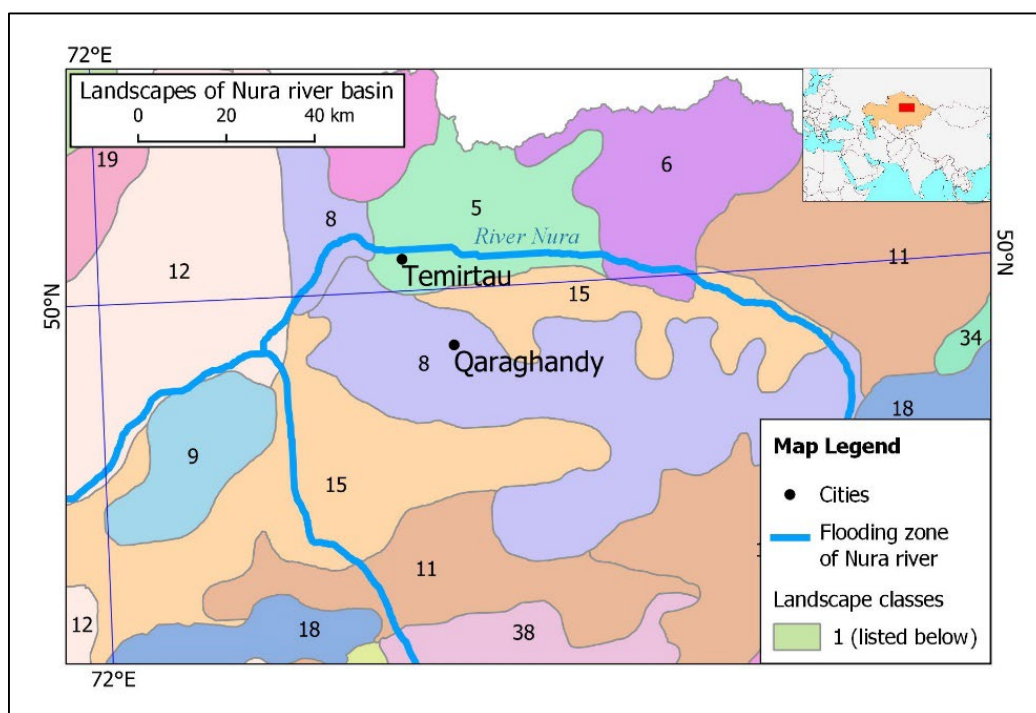 72°E
Landscapes of Nura river basin
0 20 40 km
19
6
8
5
River Nura
12
11
50°N
50°N
Temirtau
15
34
8
Qaraghandy
18
9
15
11
12
18
38
72°E
Map Legend
Cities
Flooding zone
of Nura river
Landscape classes
1 (listed below)